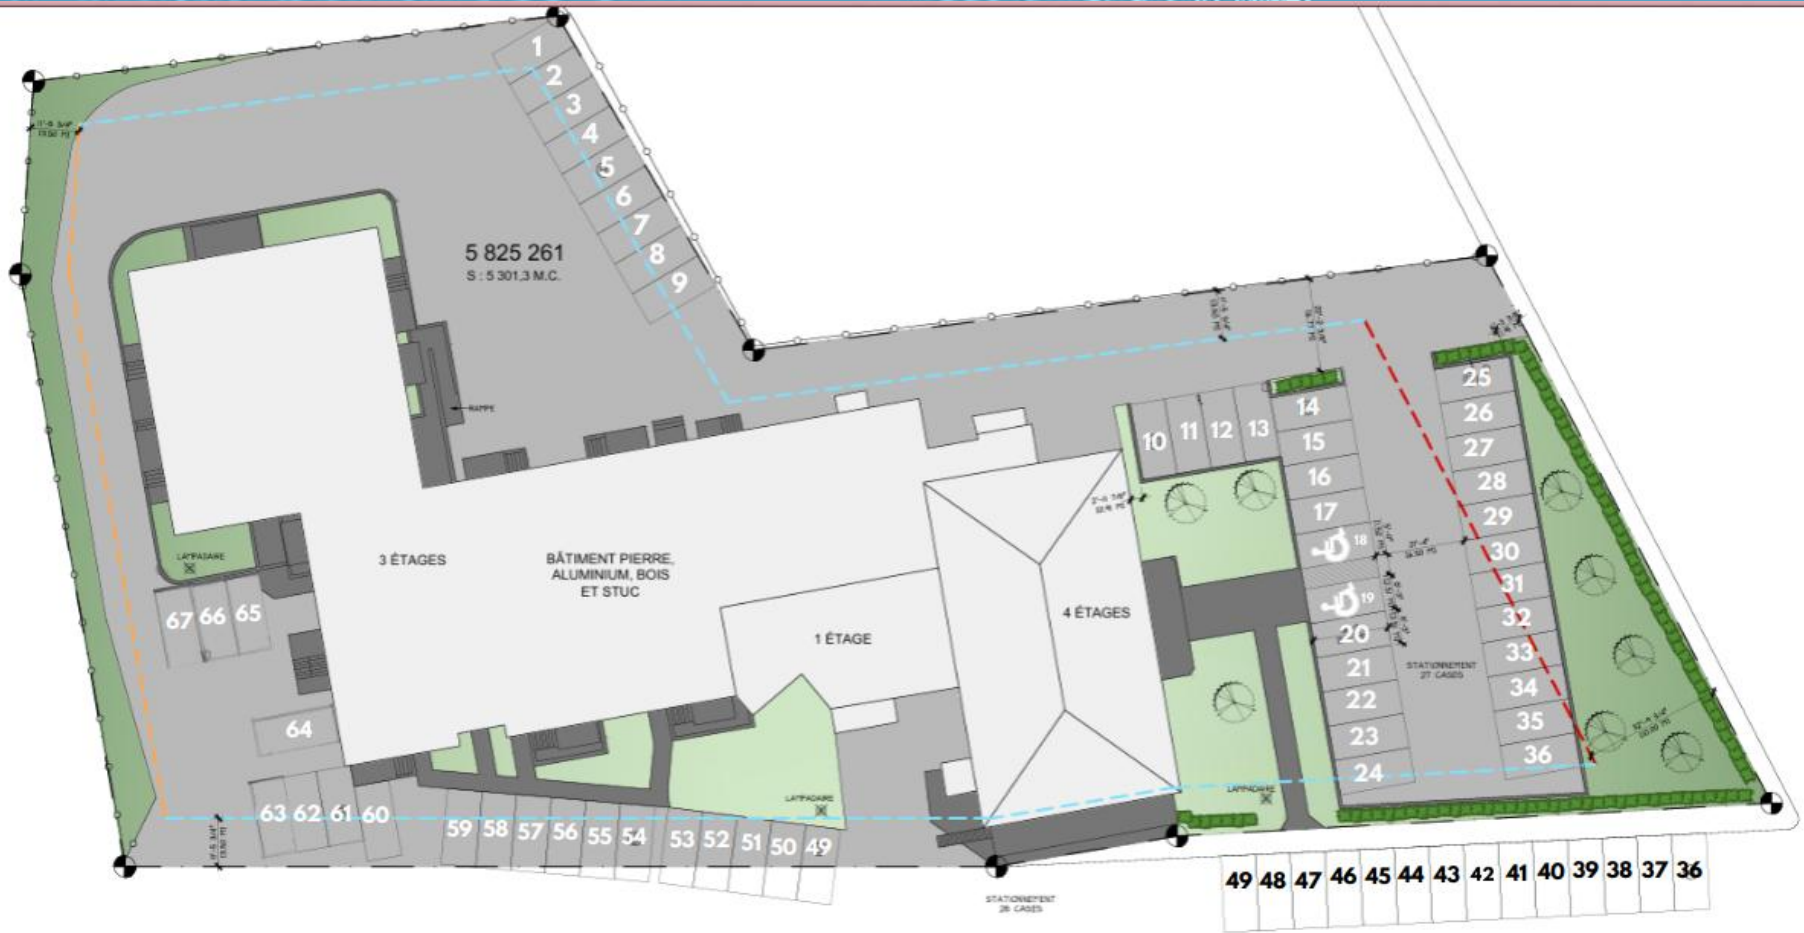 1
2
3
4
5
6
7
8
9
5 825 261
S : 5 301,3 M.C.
RAMPE
10
11
12
13
14
15
16
17
18
19
20
21
22
23
24
25
26
27
28
29
30
31
32
33
34
35
36
STATIONNEMENT
27 CASES
3 ÉTAGES
BÂTIMENT PIERRE,
ALUMINIUM, BOIS
ET STUC
1 ÉTAGE
4 ÉTAGES
LAMPADAIRE
67 66 65
64
63 62 61 60
59 58 57 56 55 54 53 52 51 50 49
LAMPADAIRE
LAMPADAIRE
STATIONNEMENT
26 CASES
49 48 47 46 45 44 43 42 41 40 39 38 37 36